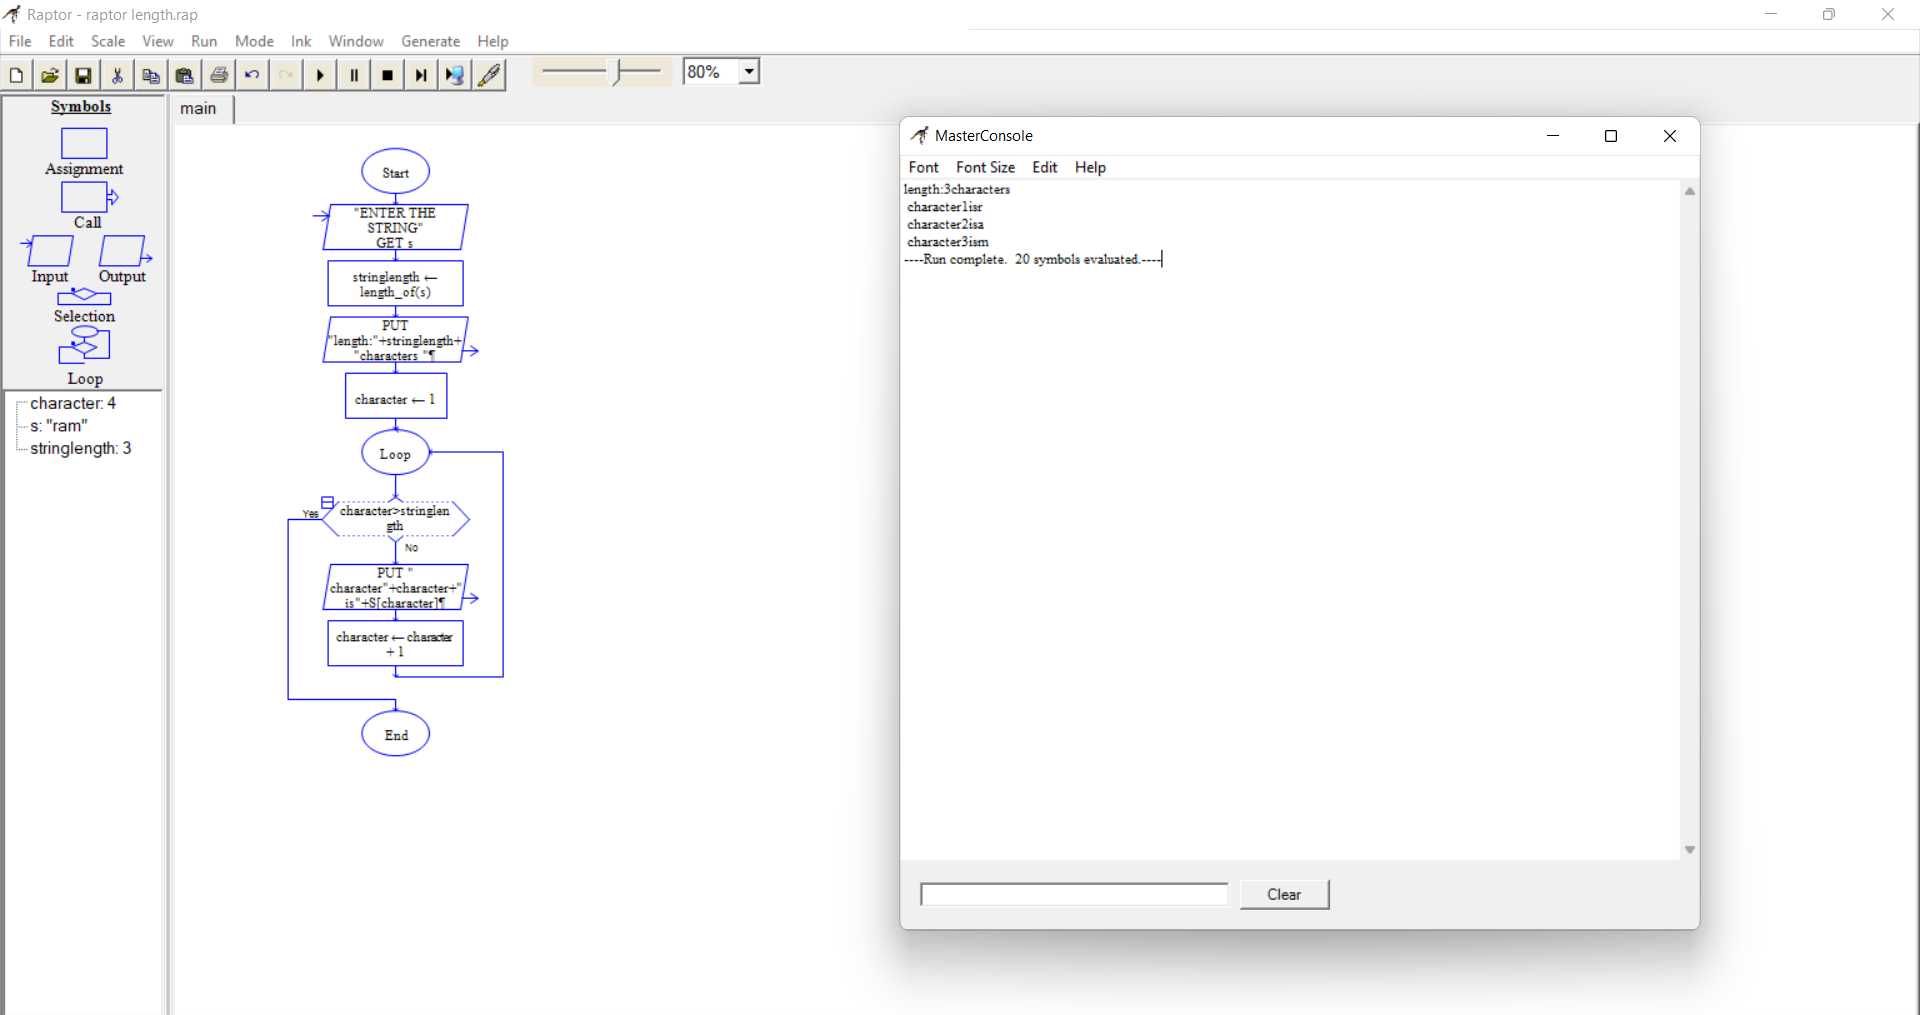 Raptor - raptor length.rap
File Edit Scale View Run Mode Ink Window Generate Help
80%
Symbols
Assignment
Call
Input Output
Selection
Loop
character: 4
s: "ram"
stringlength: 3
main
Start
"ENTER THE
STRING"
GET s
stringlength ←
length_of(s)
PUT
"length:"+stringlength+
"characters "¶
character ← 1
Loop
Yes
character>stringlen
gth
No
PUT "
character"+character+"
is"+S[character]¶
character ← character
+ 1
End
MasterConsole
Font Font Size Edit Help
length:3characters
character1isr
character2isa
character3ism
----Run complete.  20 symbols evaluated.----
Clear